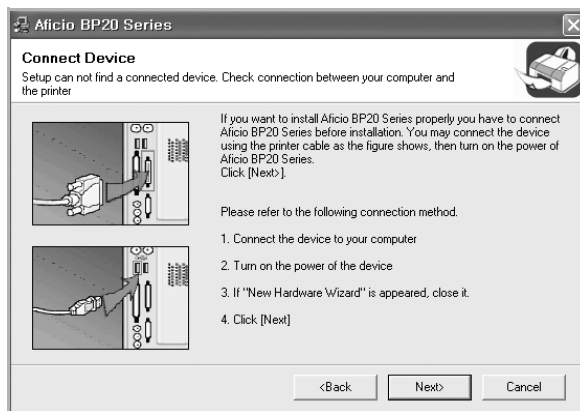 Aficio BP20 Series
Connect Device
Setup can not find a connected device. Check connection between your computer and
the printer
If you want to install Aficio BP20 Series properly you have to connect
Aficio BP20 Series before installation. You may connect the device
using the printer cable as the figure shows, then turn on the power of
Aficio BP20 Series.
Click [Next>].
Please refer to the following connection method.
1. Connect the device to your computer
2. Turn on the power of the device
3. If "New Hardware Wizard" is appeared, close it.
4. Click [Next]
<Back
Next>
Cancel